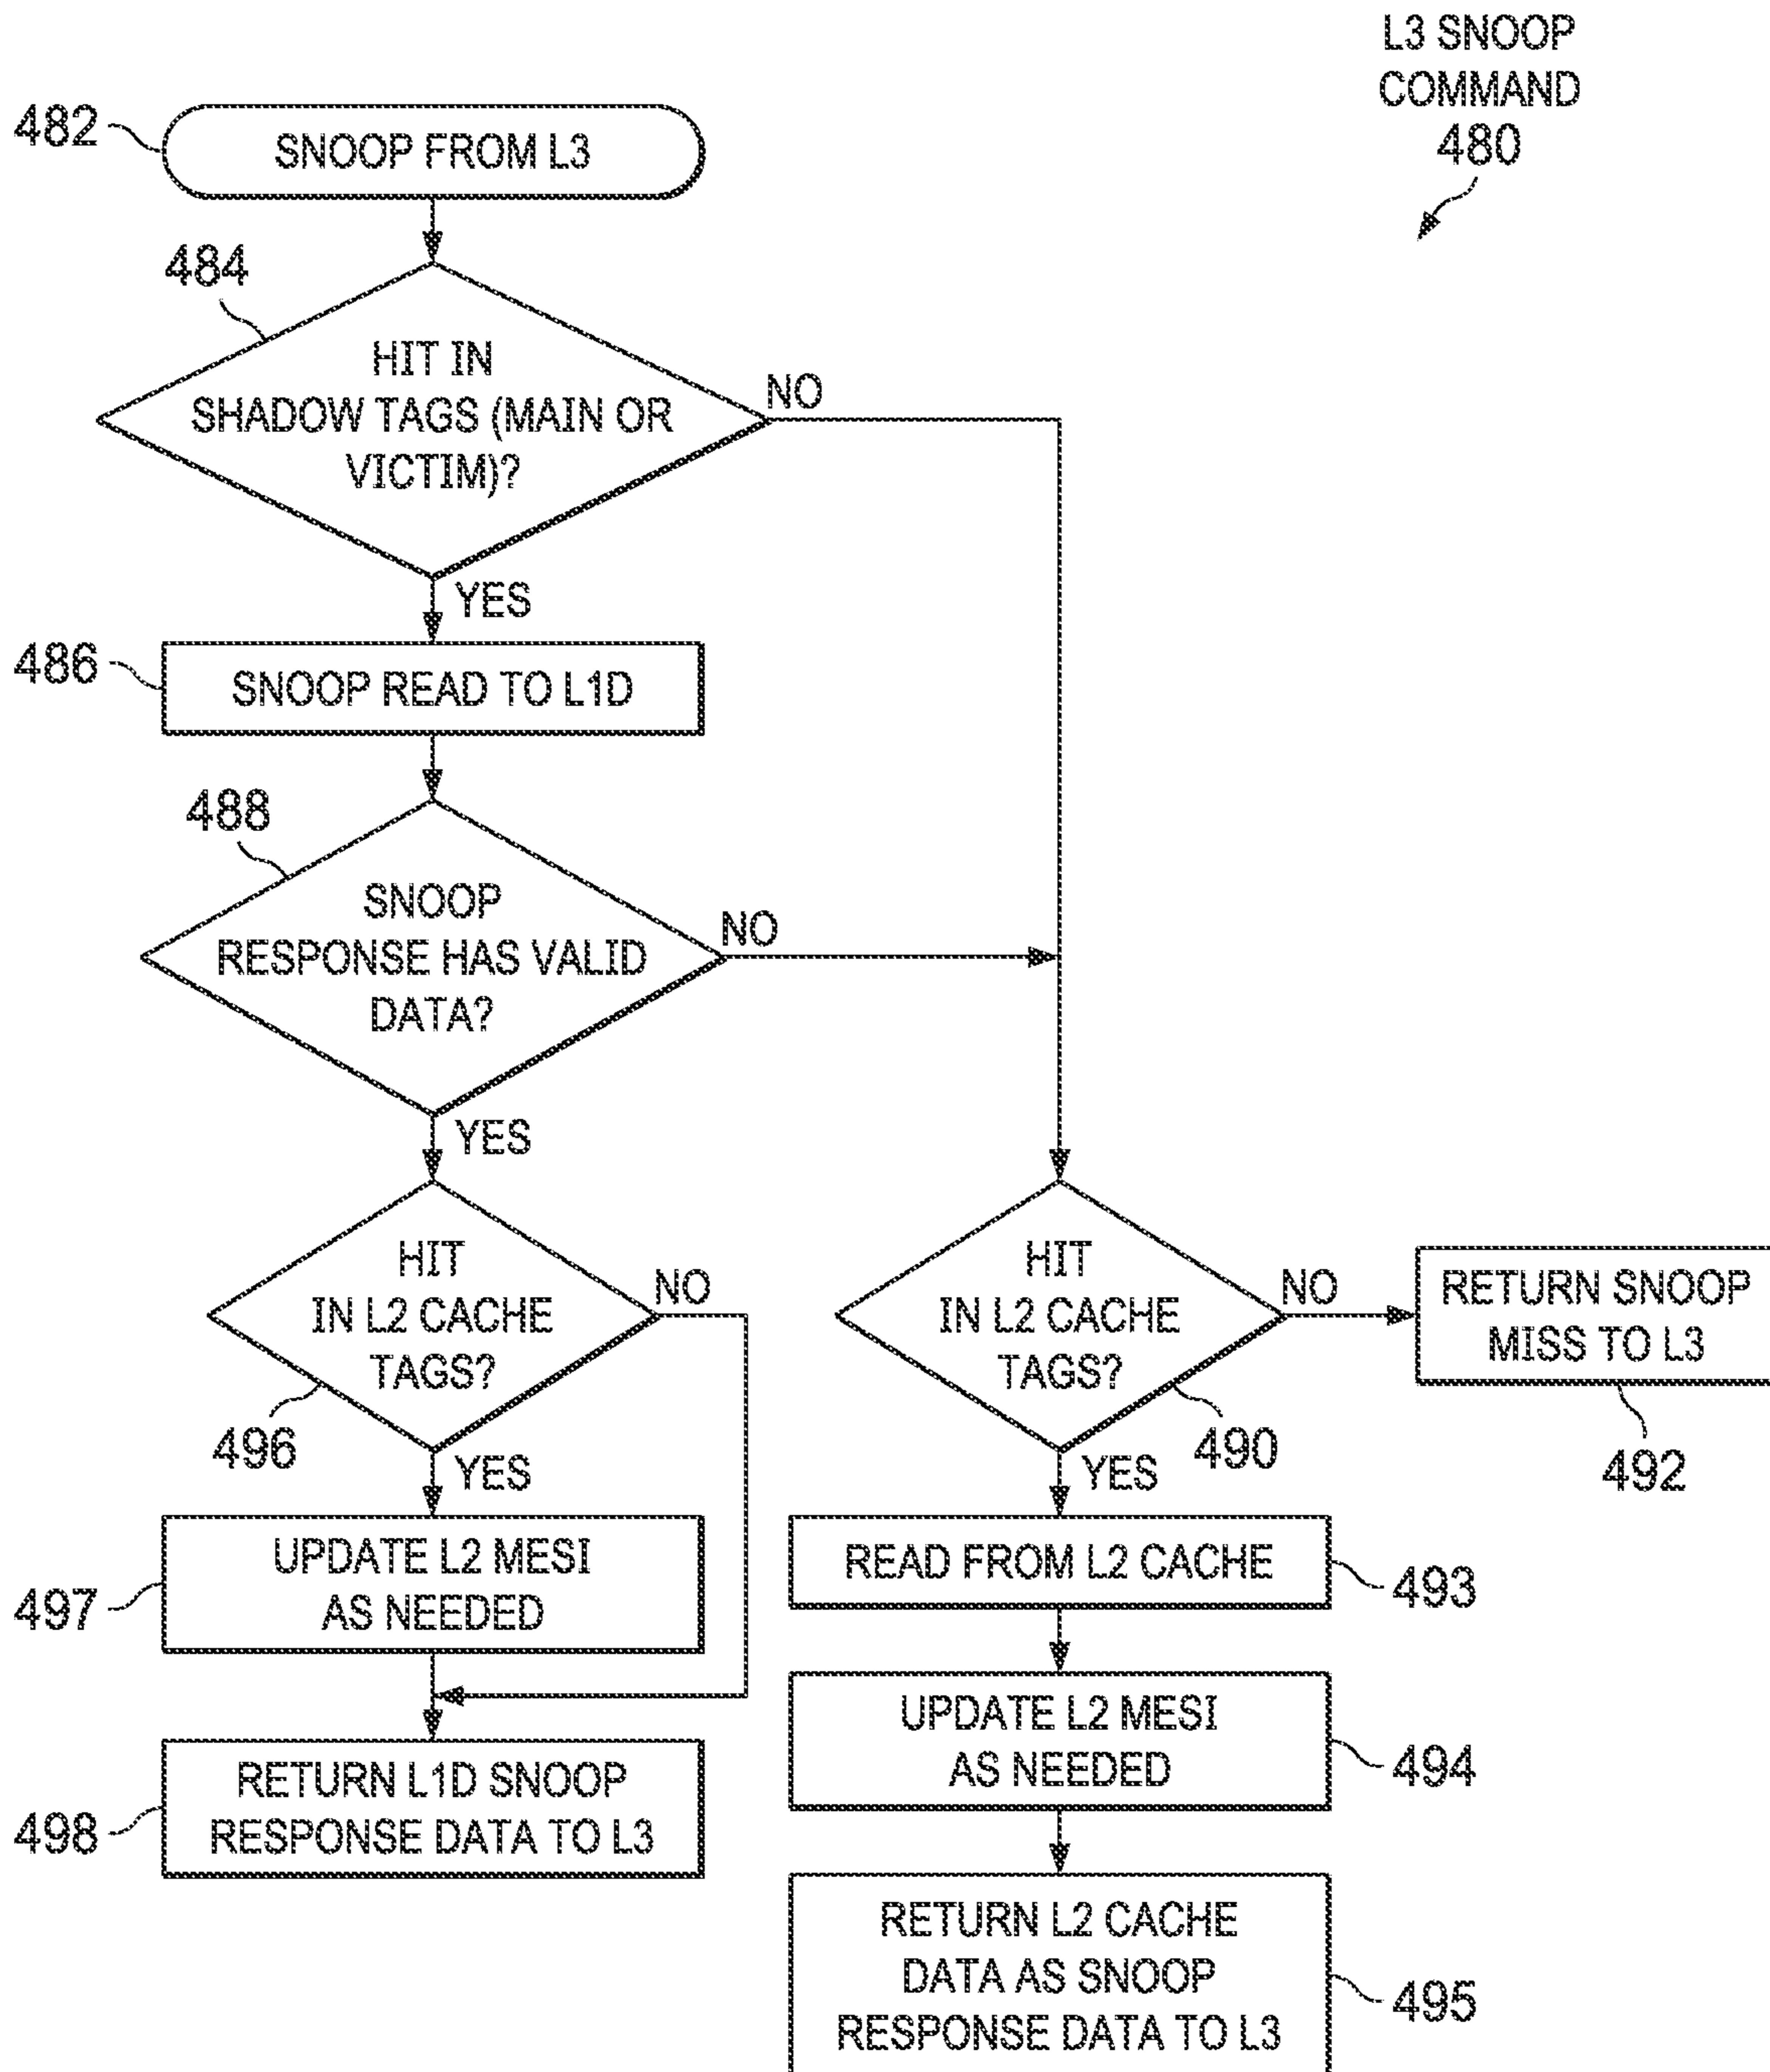 L3 SNOOP
COMMAND
480
482
SNOOP FROM L3
484
HIT IN
SHADOW TAGS (MAIN OR
VICTIM)?
NO
YES
486
SNOOP READ TO L1D
488
SNOOP
RESPONSE HAS VALID
DATA?
NO
YES
HIT
IN L2 CACHE
TAGS?
NO
496
YES
HIT
IN L2 CACHE
TAGS?
NO
490
YES
RETURN SNOOP
MISS TO L3
492
UPDATE L2 MESI
AS NEEDED
497
READ FROM L2 CACHE
493
UPDATE L2 MESI
AS NEEDED
494
RETURN L1D SNOOP
RESPONSE DATA TO L3
498
RETURN L2 CACHE
DATA AS SNOOP
RESPONSE DATA TO L3
495